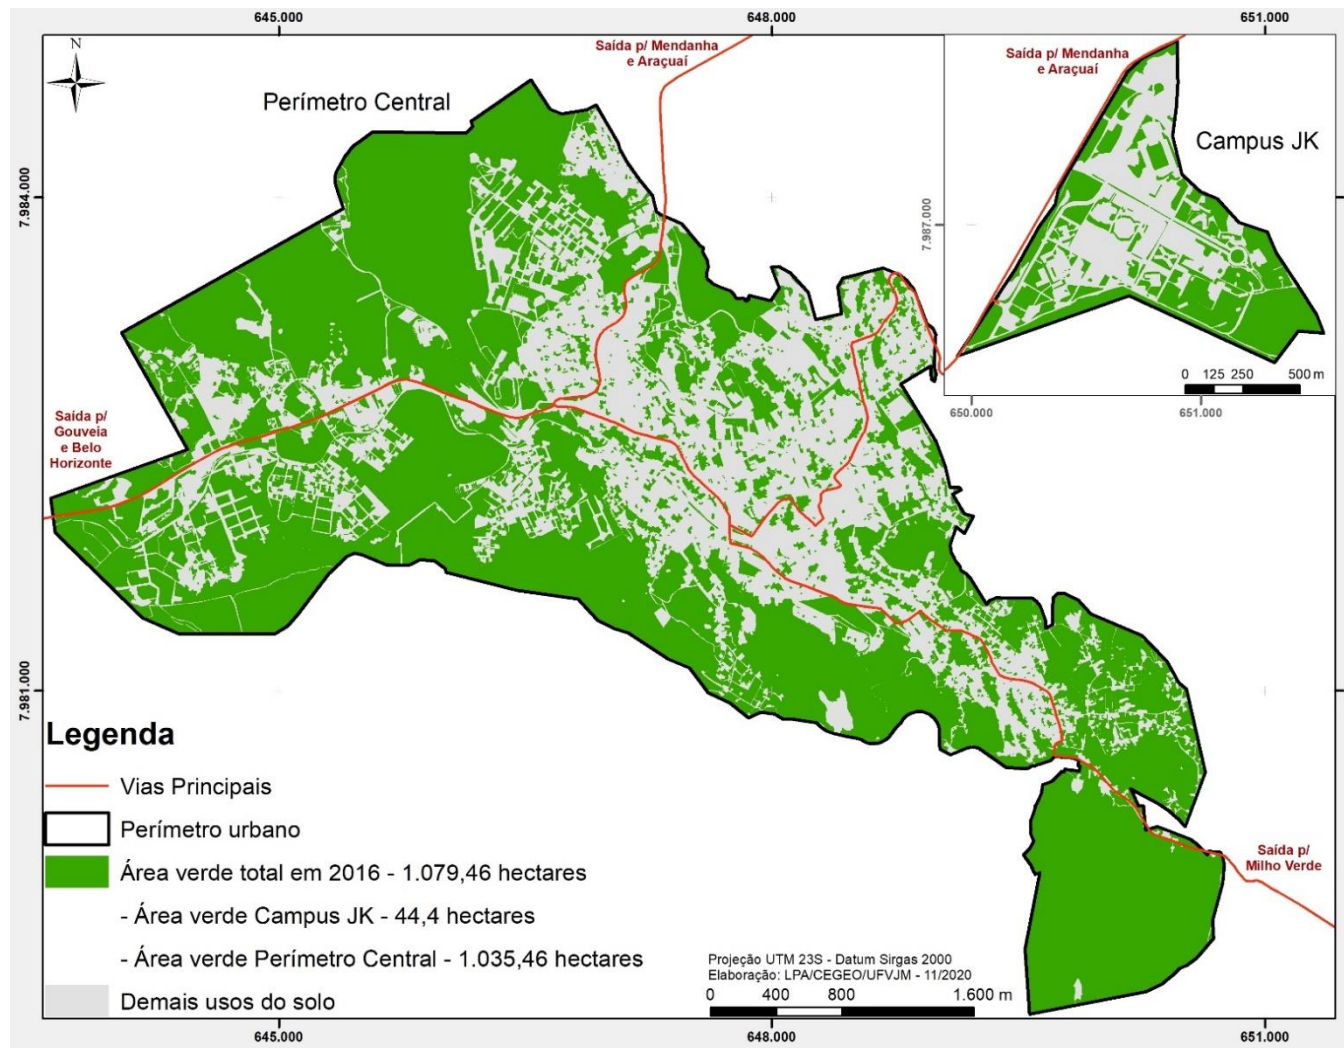 645.000
648.000
651.000
N
Saída p/ Mendanha
e Araçuaí
Perímetro Central
Saída p/ Mendanha
e Araçuaí
Campus JK
7.984.000
7.987.000
0 125 250 500 m
650.000
651.000
Saída p/
Gouveia
e Belo
Horizonte
7.981.000
Legenda
Vias Principais
Perímetro urbano
Área verde total em 2016 - 1.079,46 hectares
- Área verde Campus JK - 44,4 hectares
- Área verde Perímetro Central - 1.035,46 hectares
Demais usos do solo
Saída p/
Milho Verde
Projeção UTM 23S - Datum Sirgas 2000
Elaboração: LPA/CEGEO/UFVJM - 11/2020
0 400 800 1.600 m
645.000
648.000
651.000